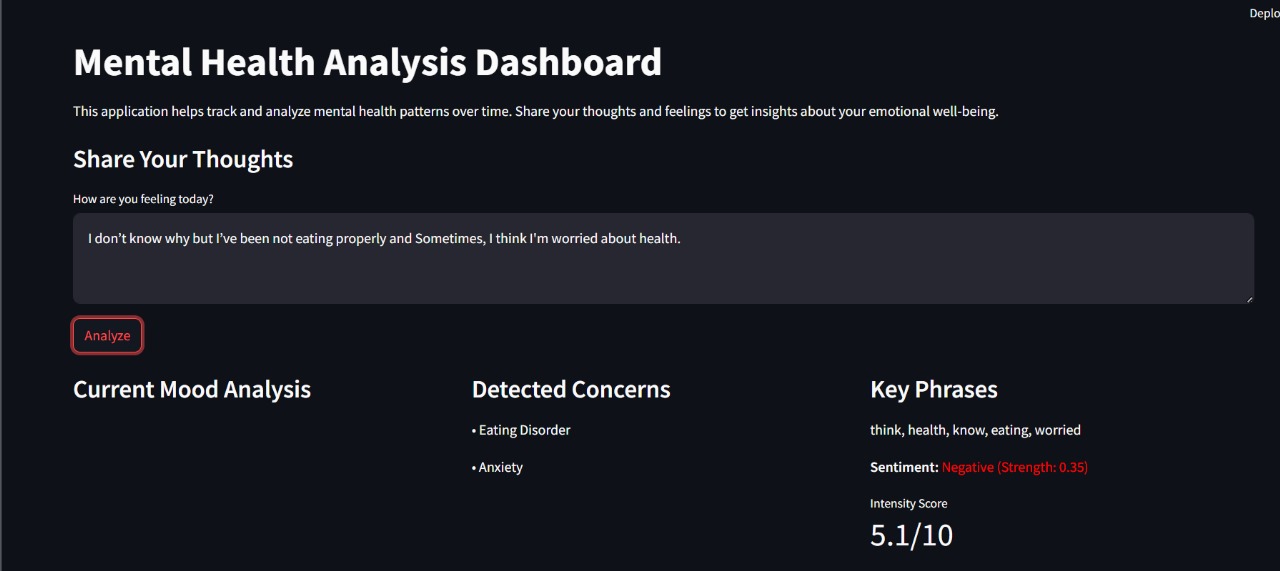 Deplo
Mental Health Analysis Dashboard
This application helps track and analyze mental health patterns over time. Share your thoughts and feelings to get insights about your emotional well-being.
Share Your Thoughts
How are you feeling today?
I don’t know why but I’ve been not eating properly and Sometimes, I think I'm worried about health.
Analyze
Current Mood Analysis
Detected Concerns
• Eating Disorder
• Anxiety
Key Phrases
think, health, know, eating, worried
Sentiment: Negative (Strength: 0.35)
Intensity Score
5.1/10